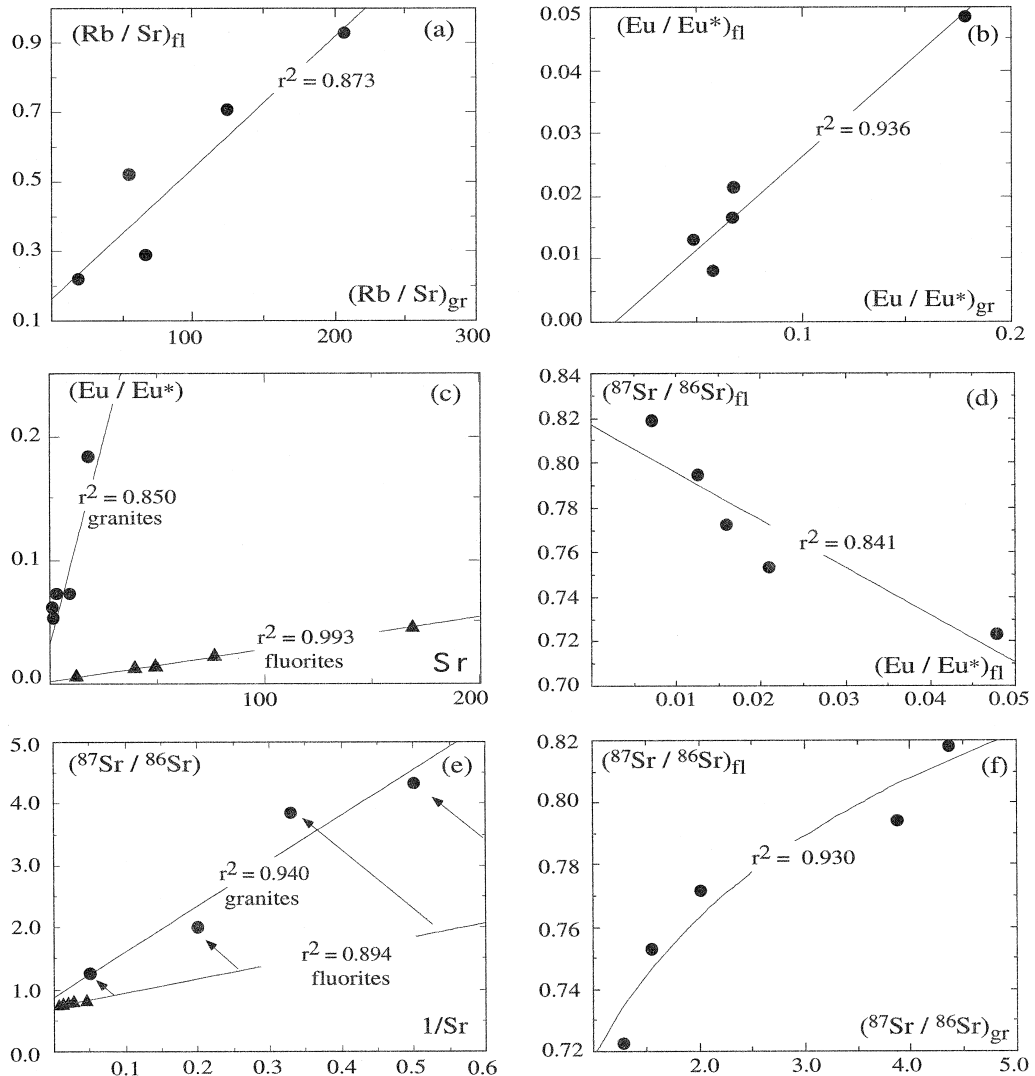 (Rb / Sr)fl
(a)
r² = 0.873
(Rb / Sr)gr
0.9
0.7
0.5
0.3
0.1
100
200
300
(Eu / Eu*)fl
(b)
r² = 0.936
(Eu / Eu*)gr
0.05
0.04
0.03
0.02
0.01
0.00
0.1
0.2
(Eu / Eu*)
(c)
r² = 0.850
granites
r² = 0.993
fluorites
Sr
0.2
0.1
0.0
100
200
(⁸⁷Sr / ⁸⁶Sr)fl
(d)
r² = 0.841
(Eu / Eu*)fl
0.84
0.82
0.80
0.78
0.76
0.74
0.72
0.70
0.01
0.02
0.03
0.04
0.05
(⁸⁷Sr / ⁸⁶Sr)
(e)
r² = 0.940
granites
r² = 0.894
fluorites
1/Sr
5.0
4.0
3.0
2.0
1.0
0.0
0.1
0.2
0.3
0.4
0.5
0.6
(⁸⁷Sr / ⁸⁶Sr)fl
(f)
r² = 0.930
(⁸⁷Sr / ⁸⁶Sr)gr
0.82
0.80
0.78
0.76
0.74
0.72
2.0
3.0
4.0
5.0